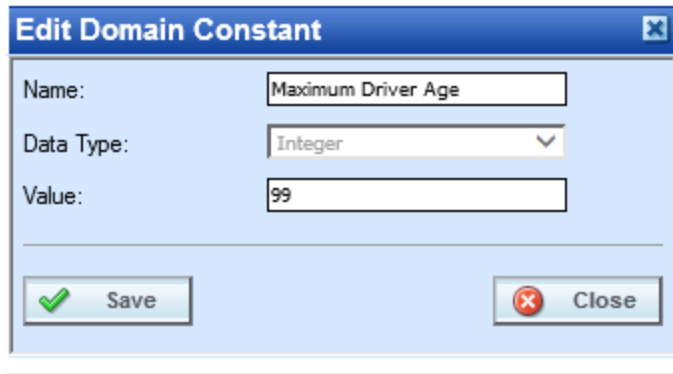 Edit Domain Constant
Name: Maximum Driver Age
Data Type: Integer
Value: 99
Save Close